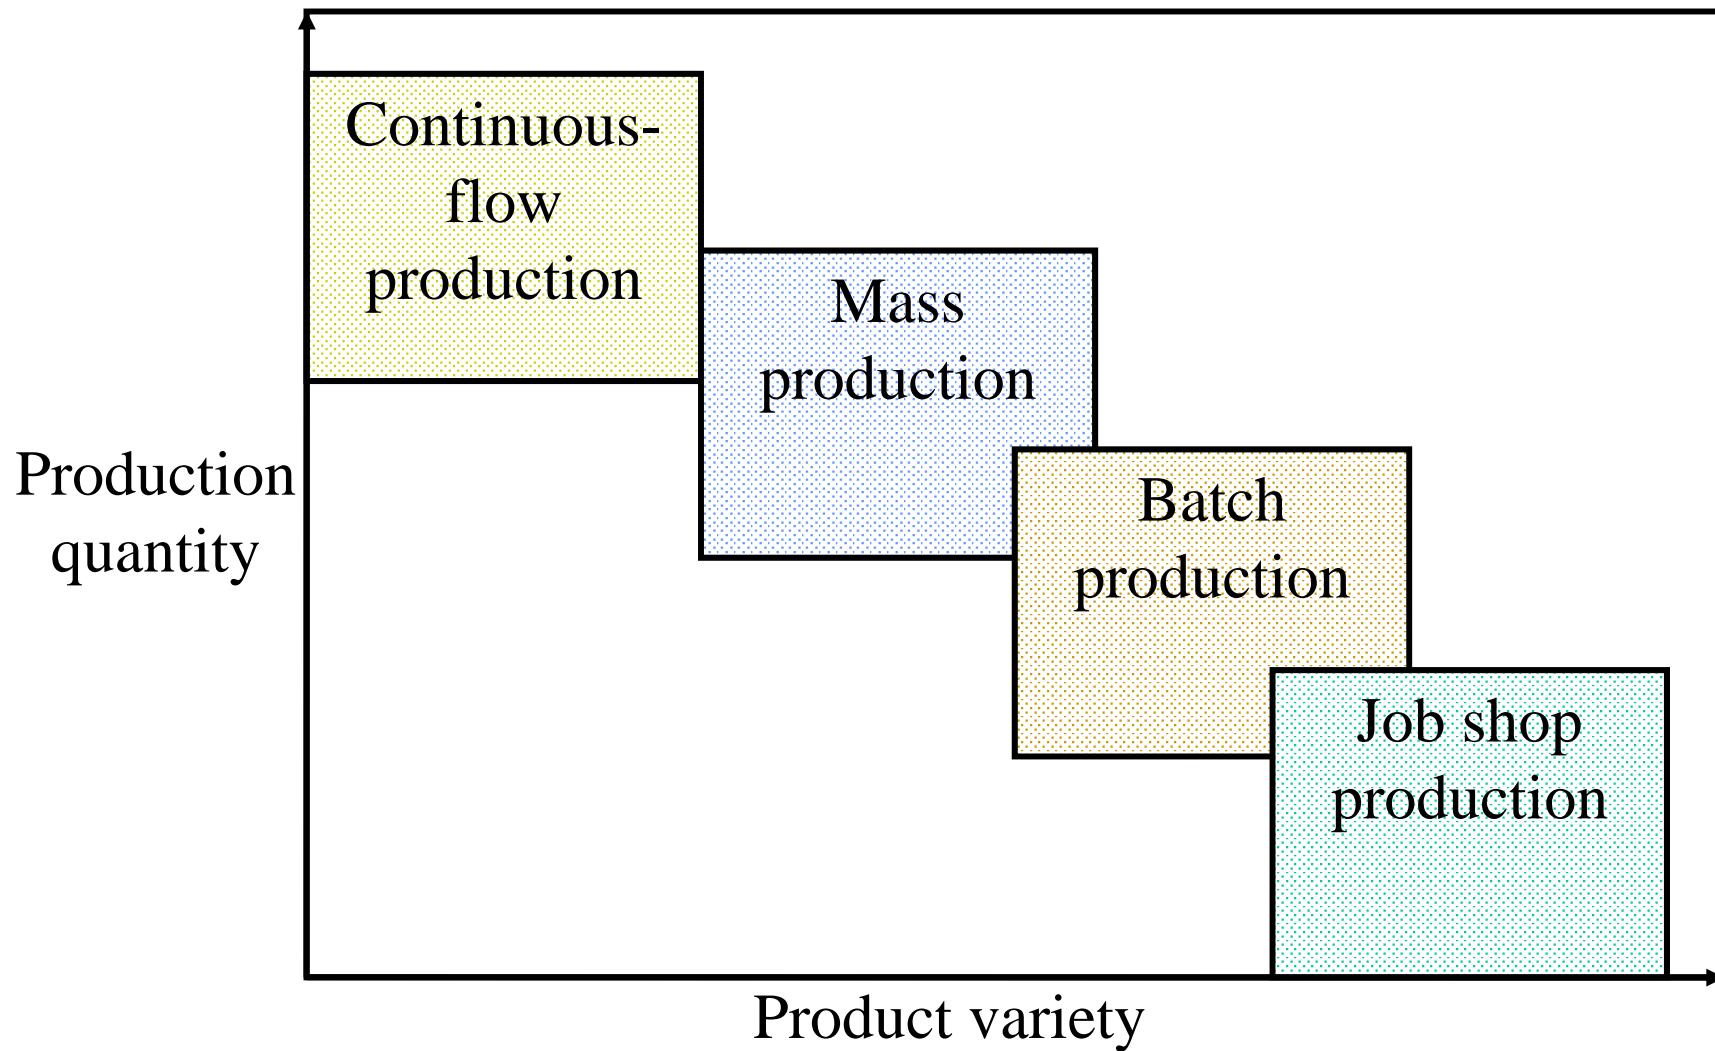 Continuous-
flow
production
Mass
production
Production
quantity
Batch
production
Job shop
production
Product variety